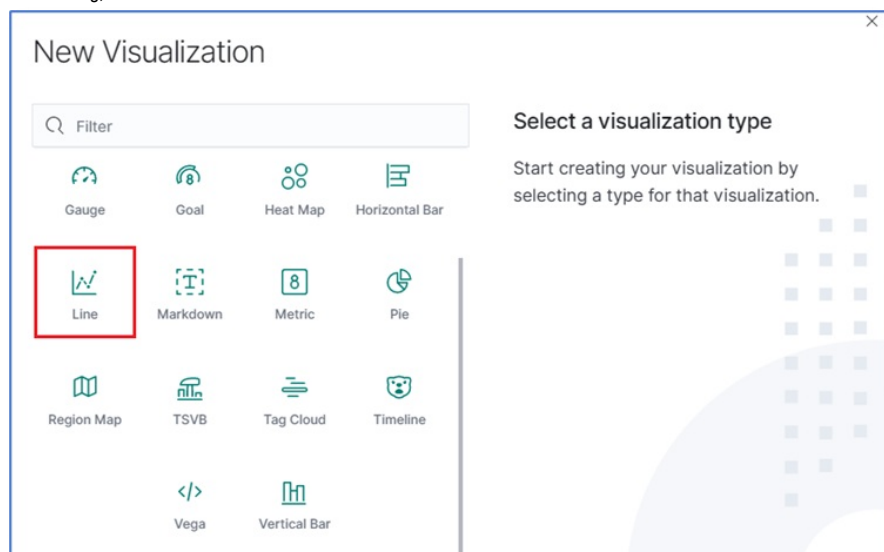 New Visualization
Filter
Select a visualization type
Start creating your visualization by
selecting a type for that visualization.
Gauge
Goal
Heat Map
Horizontal Bar
Line
Markdown
Metric
Pie
Region Map
TSVB
Tag Cloud
Timeline
Vega
Vertical Bar